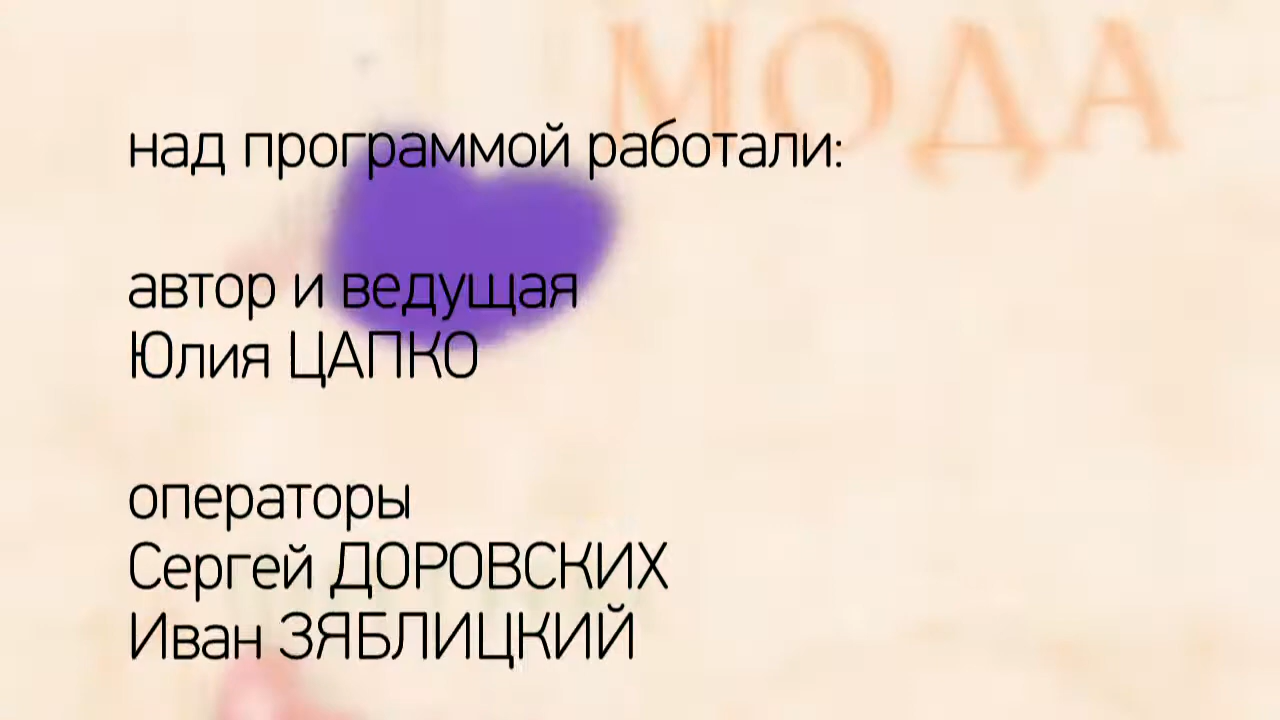 МОДА
над программой работали:
автор и ведущая
Юлия ЦАПКО
операторы
Сергей ДОРОВСКИХ
Иван ЗЯБЛИЦКИЙ